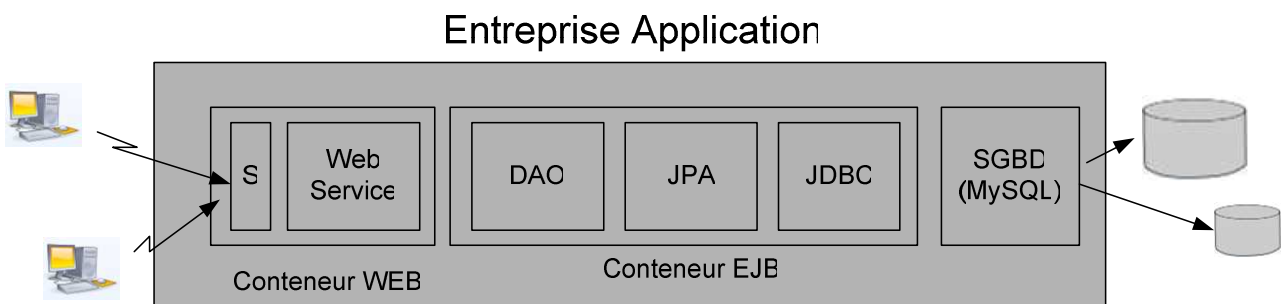 Entreprise Application
S
Web
Service
DAO
JPA
JDBC
SGBD
(MySQL)
Conteneur WEB
Conteneur EJB